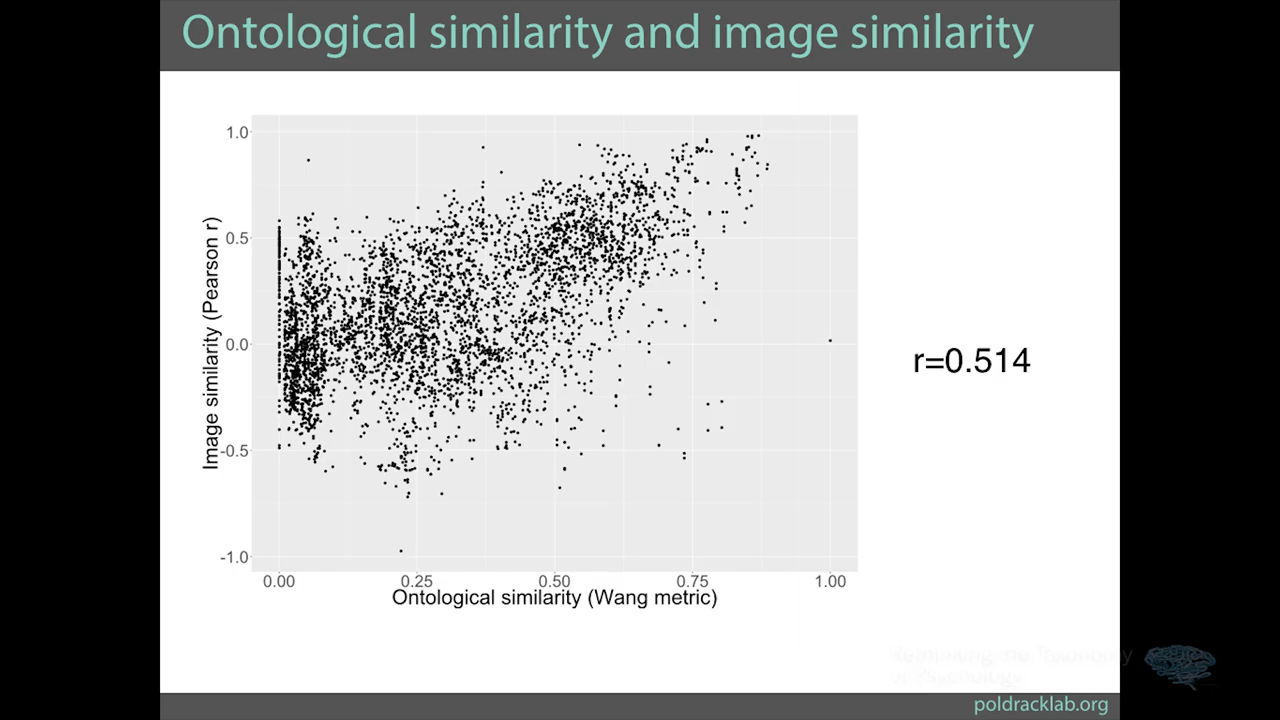 Ontological similarity and image similarity
1.0
0.5
0.0
-0.5
-1.0
Image similarity (Pearson r)
0.00 0.25 0.50 0.75 1.00
Ontological similarity (Wang metric)
r=0.514
poldracklab.org